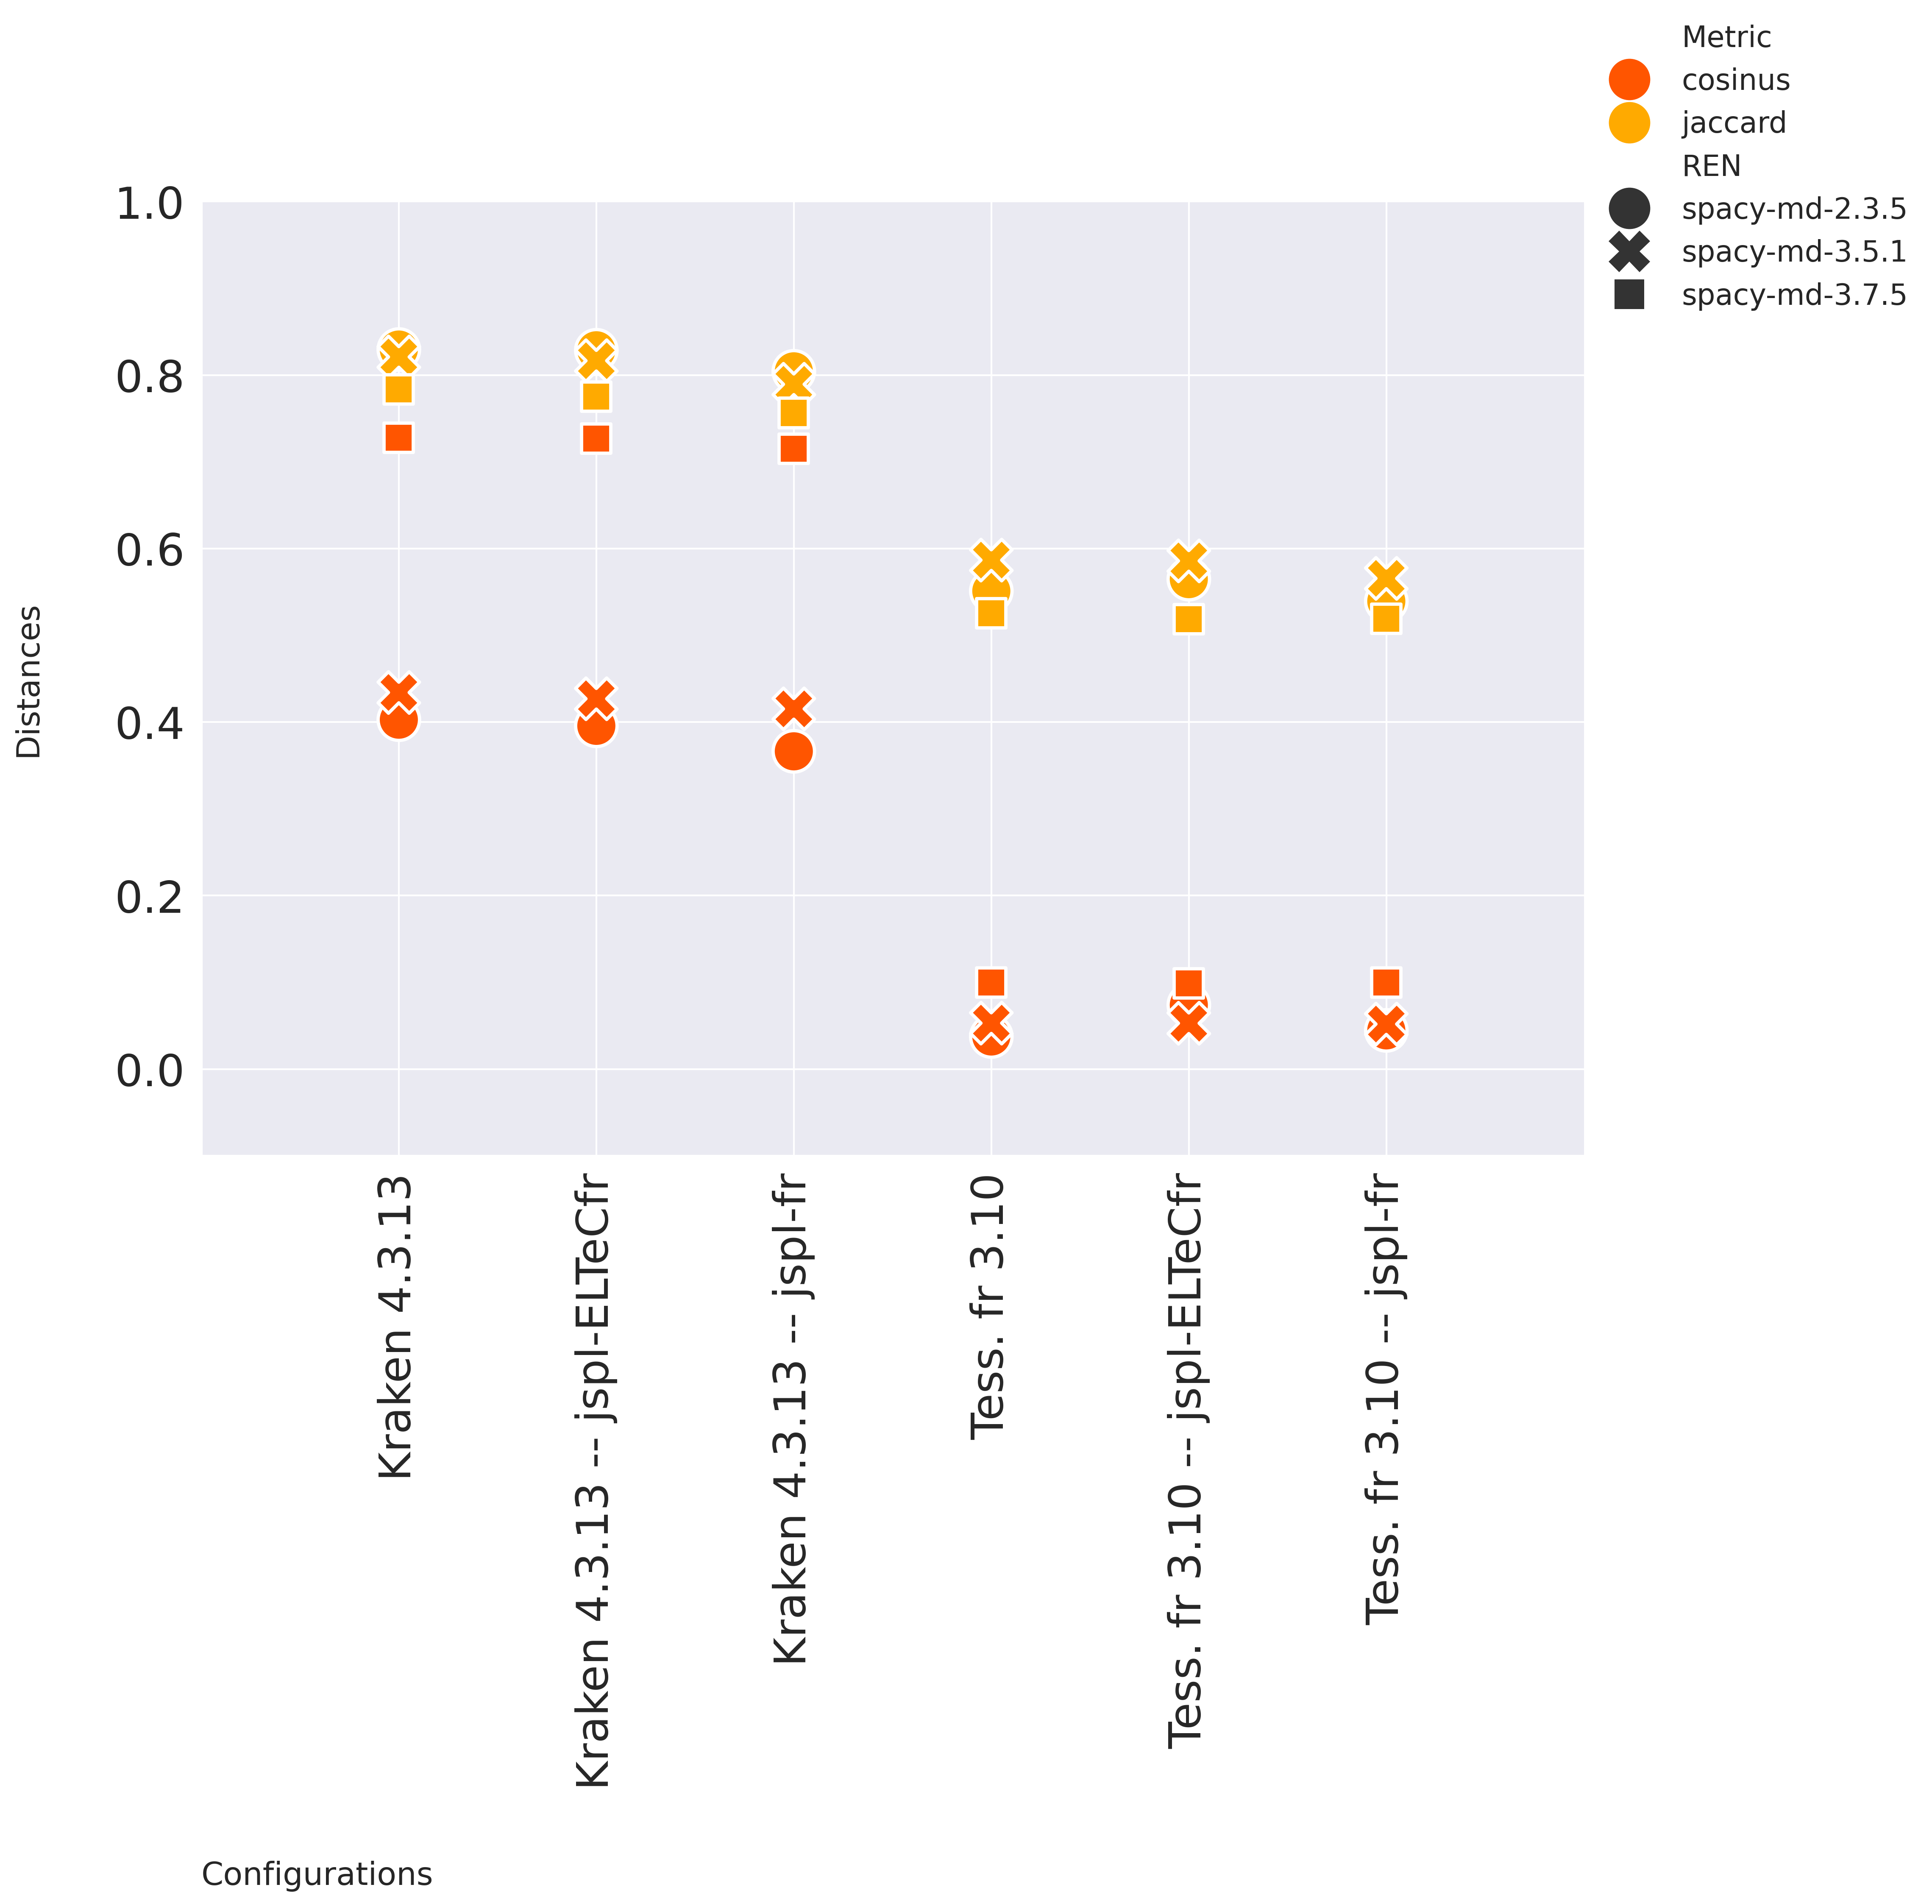 Metric
cosinus
jaccard
REN
spacy-md-2.3.5
spacy-md-3.5.1
spacy-md-3.7.5
1.0
0.8
0.6
0.4
0.2
0.0
Distances
Kraken 4.3.13
Kraken 4.3.13 -- jspl-ELTeCfr
Kraken 4.3.13 -- jspl-fr
Tess. fr 3.10
Tess. fr 3.10 -- jspl-ELTeCfr
Tess. fr 3.10 -- jspl-fr
Configurations